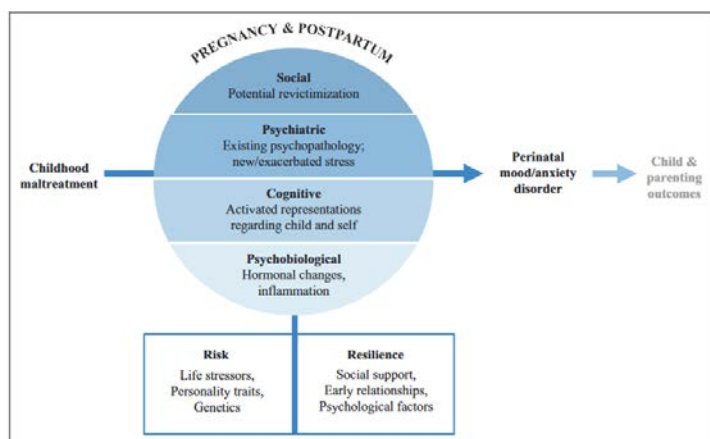 PREGNANCY & POSTPARTUM
Social
Potential revictimization
Psychiatric
Existing psychopathology;
new/exacerbated stress
Childhood
maltreatment
Cognitive
Activated representations
regarding child and self
Psychobiological
Hormonal changes,
inflammation
Perinatal
mood/anxiety
disorder
Child &
parenting
outcomes
Risk
Life stressors,
Personality traits,
Genetics
Resilience
Social support,
Early relationships,
Psychological factors